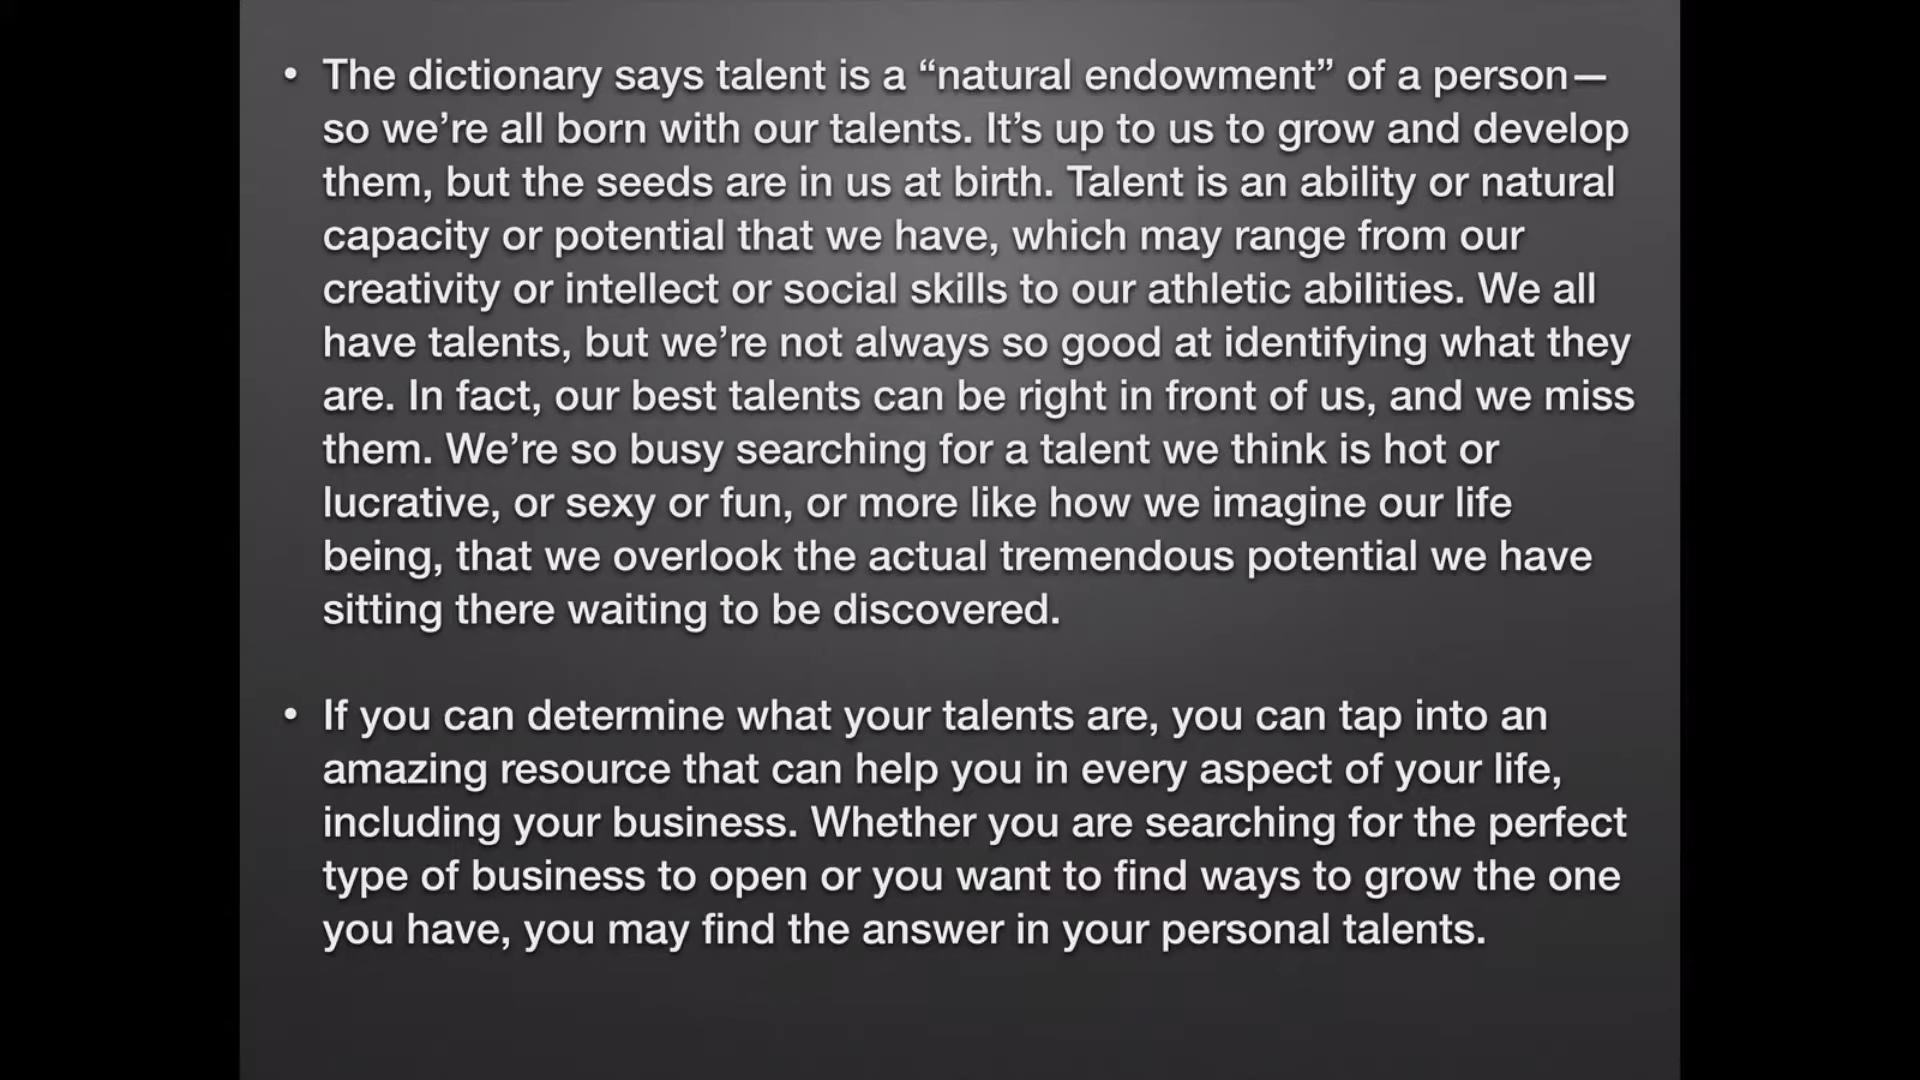 • The dictionary says talent is a “natural endowment” of a person—
so we’re all born with our talents. It’s up to us to grow and develop
them, but the seeds are in us at birth. Talent is an ability or natural
capacity or potential that we have, which may range from our
creativity or intellect or social skills to our athletic abilities. We all
have talents, but we’re not always so good at identifying what they
are. In fact, our best talents can be right in front of us, and we miss
them. We’re so busy searching for a talent we think is hot or
lucrative, or sexy or fun, or more like how we imagine our life
being, that we overlook the actual tremendous potential we have
sitting there waiting to be discovered.
• If you can determine what your talents are, you can tap into an
amazing resource that can help you in every aspect of your life,
including your business. Whether you are searching for the perfect
type of business to open or you want to find ways to grow the one
you have, you may find the answer in your personal talents.